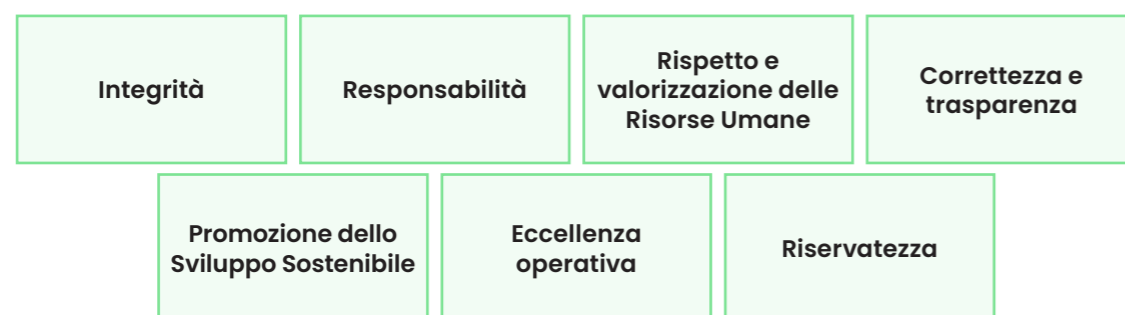 Integrità
Responsabilità
Rispetto e
valorizzazione delle
Risorse Umane
Correttezza e
trasparenza
Promozione dello
Sviluppo Sostenibile
Eccellenza
operativa
Riservatezza